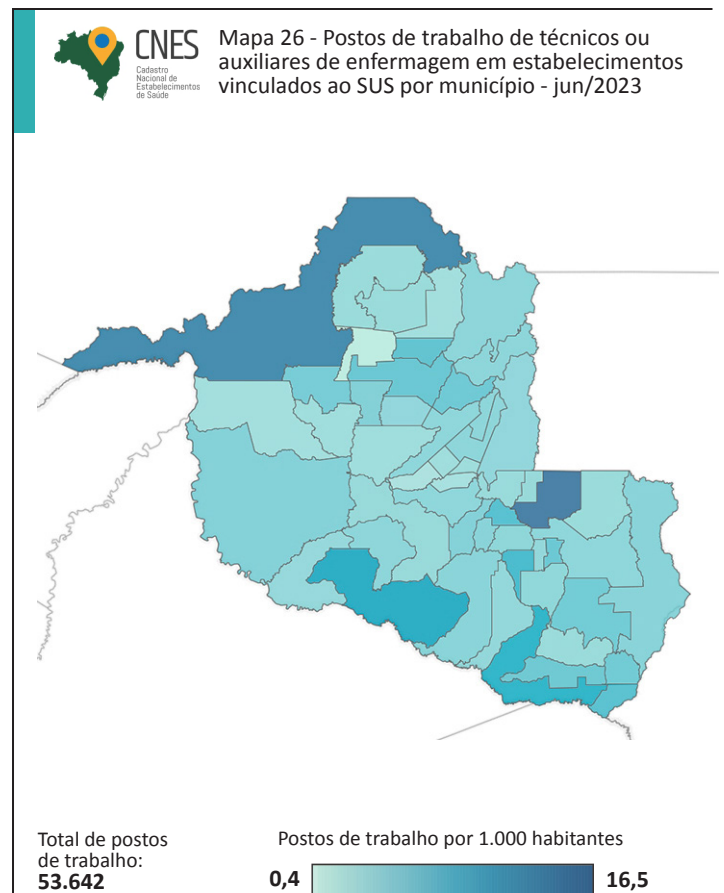 CNES
Cadastro
Nacional de
Estabelecimentos
de Saúde
Mapa 26 - Postos de trabalho de técnicos ou
auxiliares de enfermagem em estabelecimentos
vinculados ao SUS por município - jun/2023
Total de postos
de trabalho:
53.642
Postos de trabalho por 1.000 habitantes
0,4
16,5